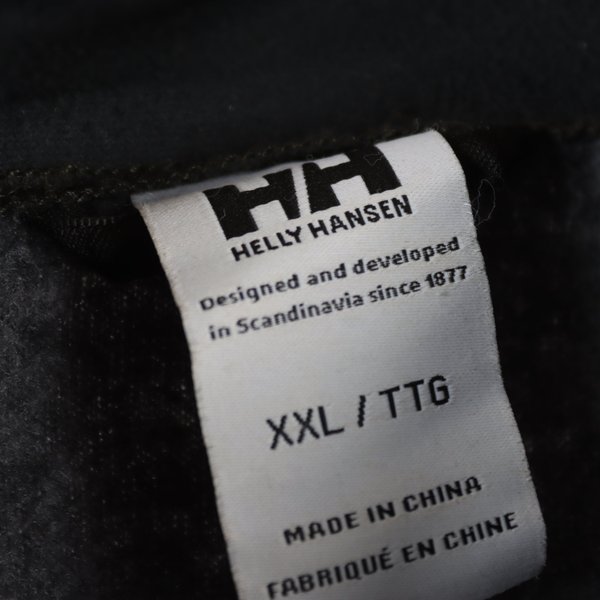 HH
HELLY HANSEN
Designed and developed
in Scandinavia since 1877
XXL / TTG
MADE IN CHINA
FABRIQUÉ EN CHINE